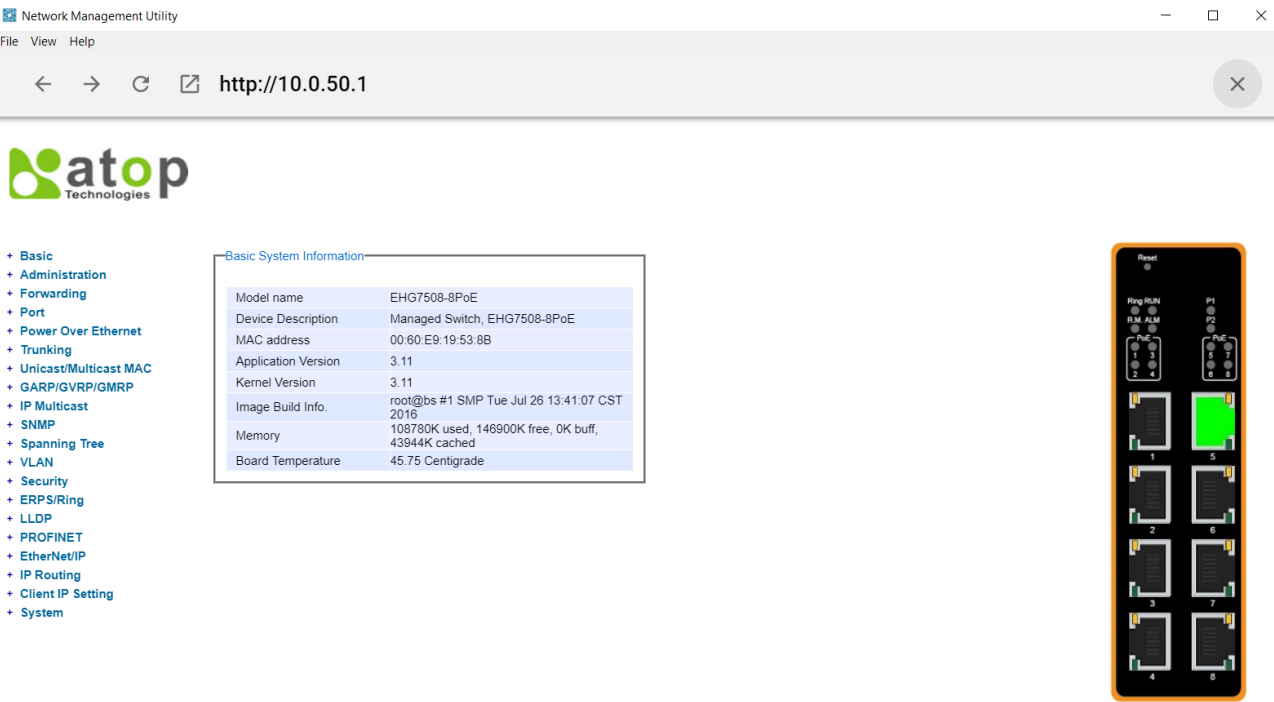 Network Management Utility
File View Help
http://10.0.50.1
atop
Technologies
+ Basic
+ Administration
+ Forwarding
+ Port
+ Power Over Ethernet
+ Trunking
+ Unicast/Multicast MAC
+ GARP/GVRP/GMRP
+ IP Multicast
+ SNMP
+ Spanning Tree
+ VLAN
+ Security
+ ERPS/Ring
+ LLDP
+ PROFINET
+ EtherNet/IP
+ IP Routing
+ Client IP Setting
+ System
Basic System Information
Model name EHG7508-8PoE
Device Description Managed Switch, EHG7508-8PoE
MAC address 00:60:E9:19:53:8B
Application Version 3.11
Kernel Version 3.11
Image Build Info. root@bs #1 SMP Tue Jul 26 13:41:07 CST
2016
Memory 108780K used, 146900K free, 0K buff,
43944K cached
Board Temperature 45.75 Centigrade
Reset
Ring RUN P1
R.M. ALM P2
PoE PoE
1 3 5 7
2 4 6 8
1 5
2 6
3 7
4 8